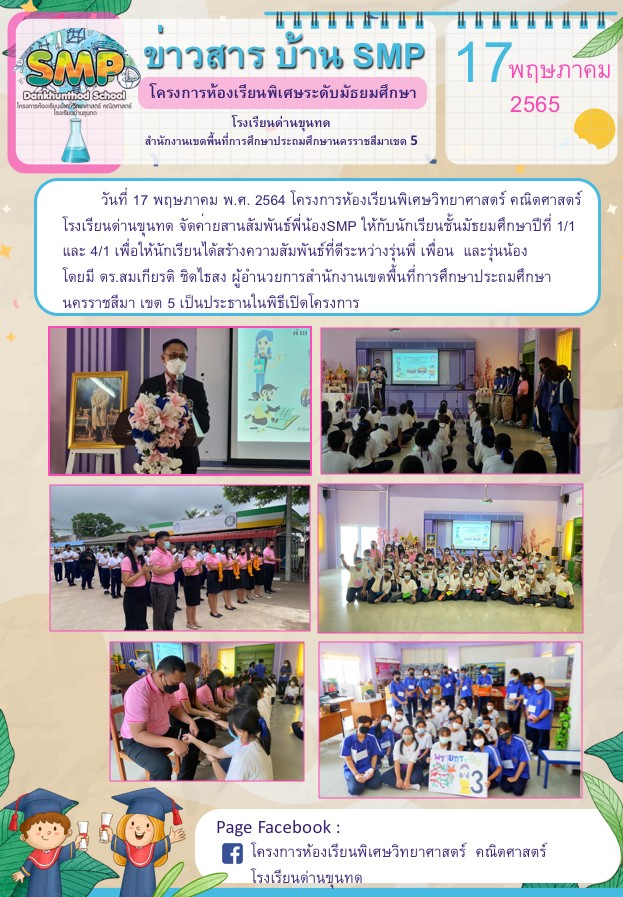 SMP
Dankhunthod School
โครงการห้องเรียนพิเศษวิทยาศาสตร์ คณิตศาสตร์
โรงเรียนด่านขุนทด
ข่าวสาร บ้าน SMP
โครงการห้องเรียนพิเศษระดับมัธยมศึกษา
โรงเรียนด่านขุนทด
สำนักงานเขตพื้นที่การศึกษาประถมศึกษานครราชสีมาเขต 5
17 พฤษภาคม
2565
วันที่ 17 พฤษภาคม พ.ศ. 2564 โครงการห้องเรียนพิเศษวิทยาศาสตร์ คณิตศาสตร์
โรงเรียนด่านขุนทด จัดค่ายสานสัมพันธ์พี่น้องSMP ให้กับนักเรียนชั้นมัธยมศึกษาปีที่ 1/1
และ 4/1 เพื่อให้นักเรียนได้สร้างความสัมพันธ์ที่ดีระหว่างรุ่นพี่ เพื่อน และรุ่นน้อง
โดยมี ดร.สมเกียรติ ชิดไธสง ผู้อำนวยการสำนักงานเขตพื้นที่การศึกษาประถมศึกษา
นครราชสีมา เขต 5 เป็นประธานในพิธีเปิดโครงการ
3
Page Facebook :
โครงการห้องเรียนพิเศษวิทยาศาสตร์ คณิตศาสตร์
โรงเรียนด่านขุนทด